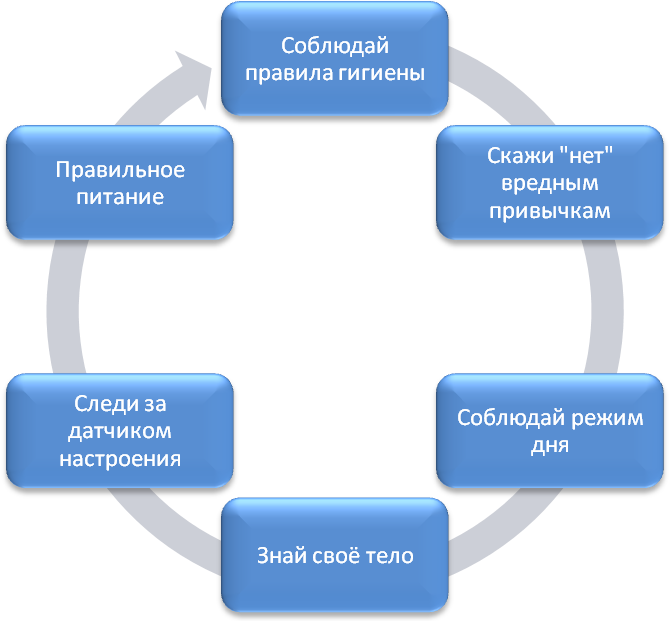 Соблюдай
правила гигиены
Скажи "нет"
вредным
привычкам
Соблюдай режим
дня
Знай своё тело
Следи за
датчиком
настроения
Правильное
питание